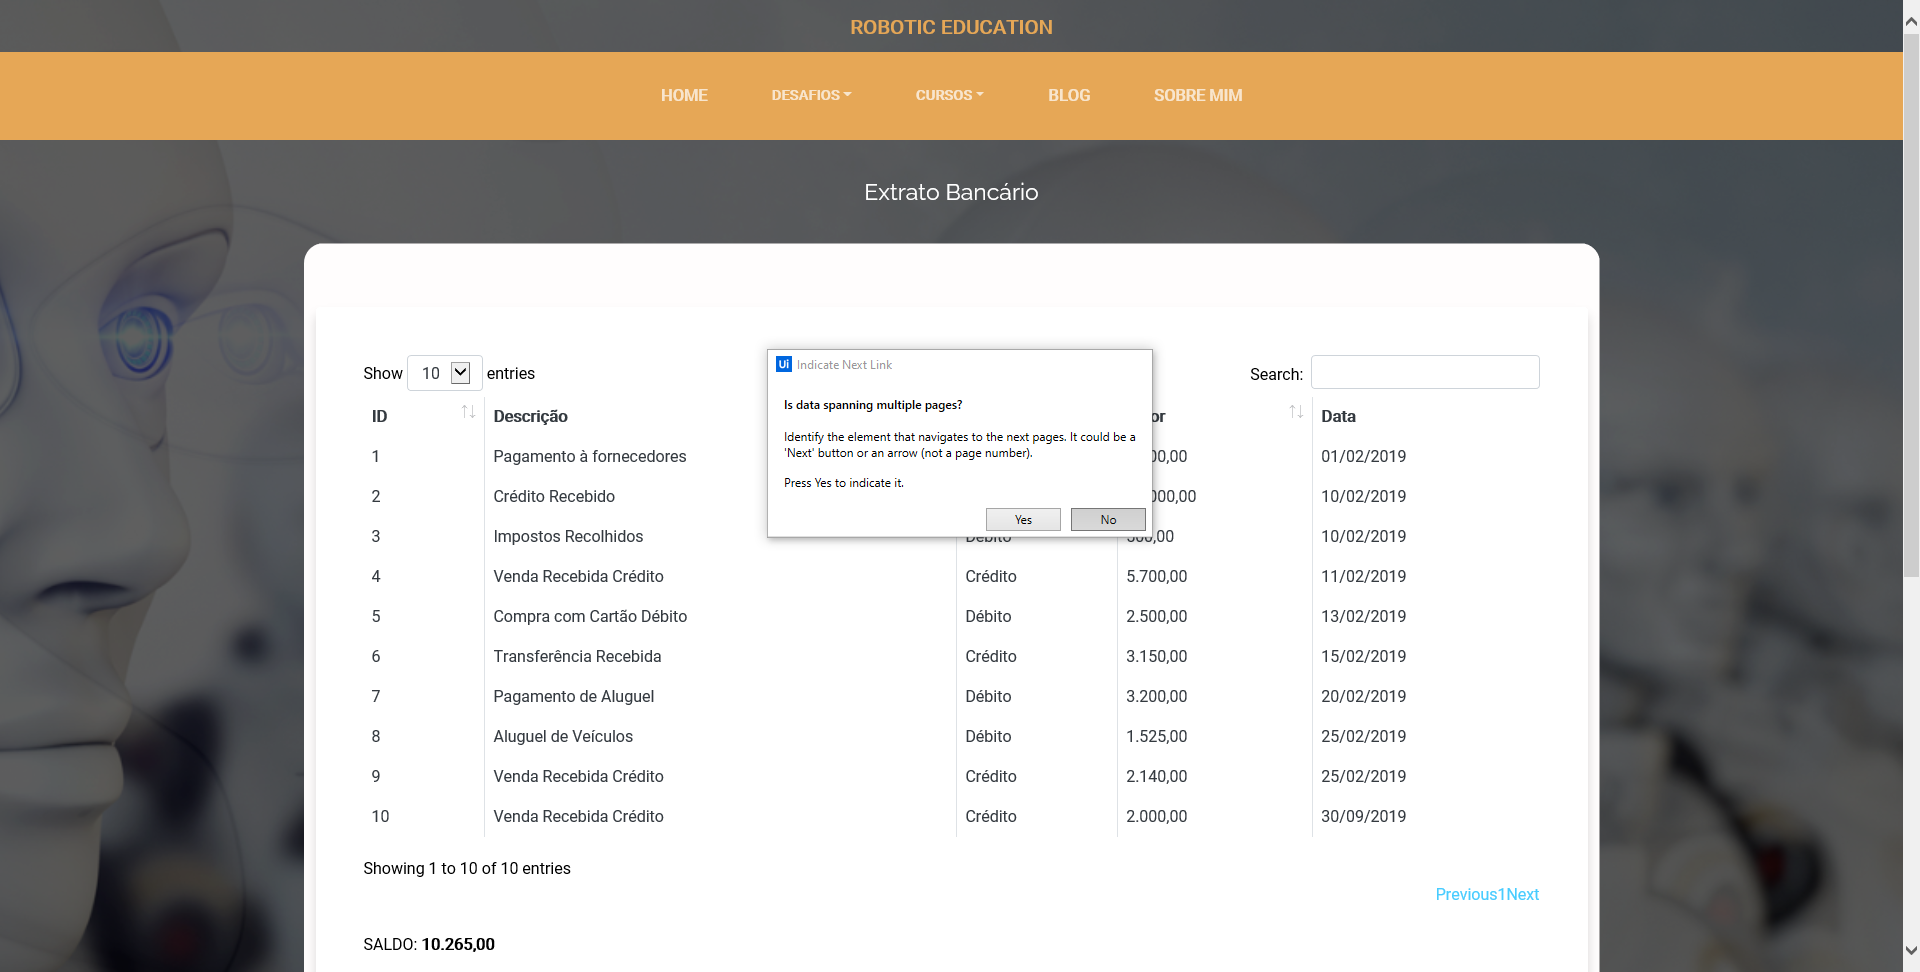 ROBOTIC EDUCATION
HOME DESAFIOS CURSOS BLOG SOBRE MIM
Extrato Bancário
Show 10 entries
Search:
Ui Indicate Next Link
Is data spanning multiple pages?
Identify the element that navigates to the next pages. It could be a
'Next' button or an arrow (not a page number).
Press Yes to indicate it.
Yes No
ID Descrição or Data
1 Pagamento à fornecedores 00,00 01/02/2019
2 Crédito Recebido 000,00 10/02/2019
3 Impostos Recolhidos Débito 500,00 10/02/2019
4 Venda Recebida Crédito Crédito 5.700,00 11/02/2019
5 Compra com Cartão Débito Débito 2.500,00 13/02/2019
6 Transferência Recebida Crédito 3.150,00 15/02/2019
7 Pagamento de Aluguel Débito 3.200,00 20/02/2019
8 Aluguel de Veículos Débito 1.525,00 25/02/2019
9 Venda Recebida Crédito Crédito 2.140,00 25/02/2019
10 Venda Recebida Crédito Crédito 2.000,00 30/09/2019
Showing 1 to 10 of 10 entries
Previous1Next
SALDO: 10.265,00